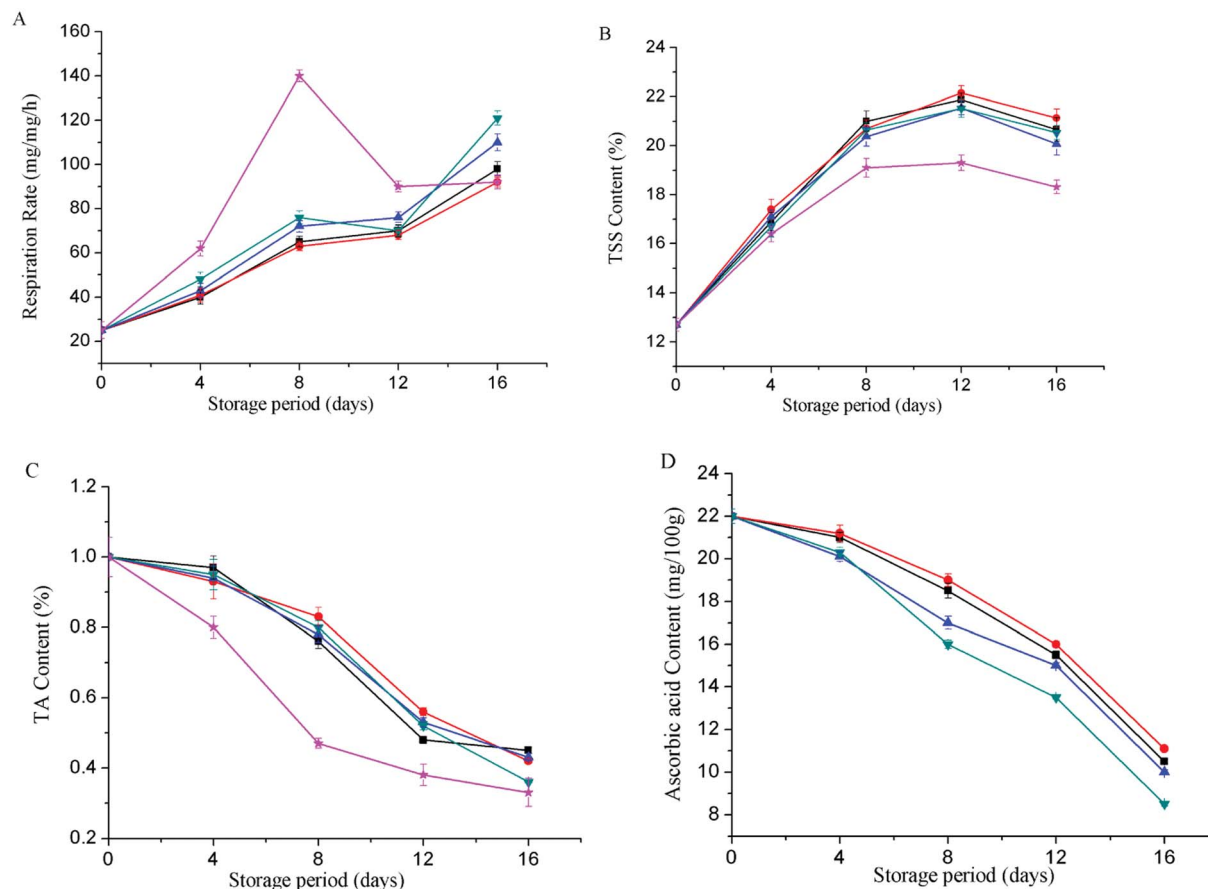 A
160
140
120
100
80
60
40
20
Respiration Rate (mg/mg/h)
0 4 8 12 16
Storage period (days)
B
24
22
20
18
16
14
12
TSS Content (%)
0 4 8 12 16
Storage period (days)
C
1.2
1.0
0.8
0.6
0.4
0.2
TA Content (%)
0 4 8 12 16
Storage period (days)
D
24
22
20
18
16
14
12
10
8
Ascorbic acid Content (mg/100g)
0 4 8 12 16
Storage period (days)